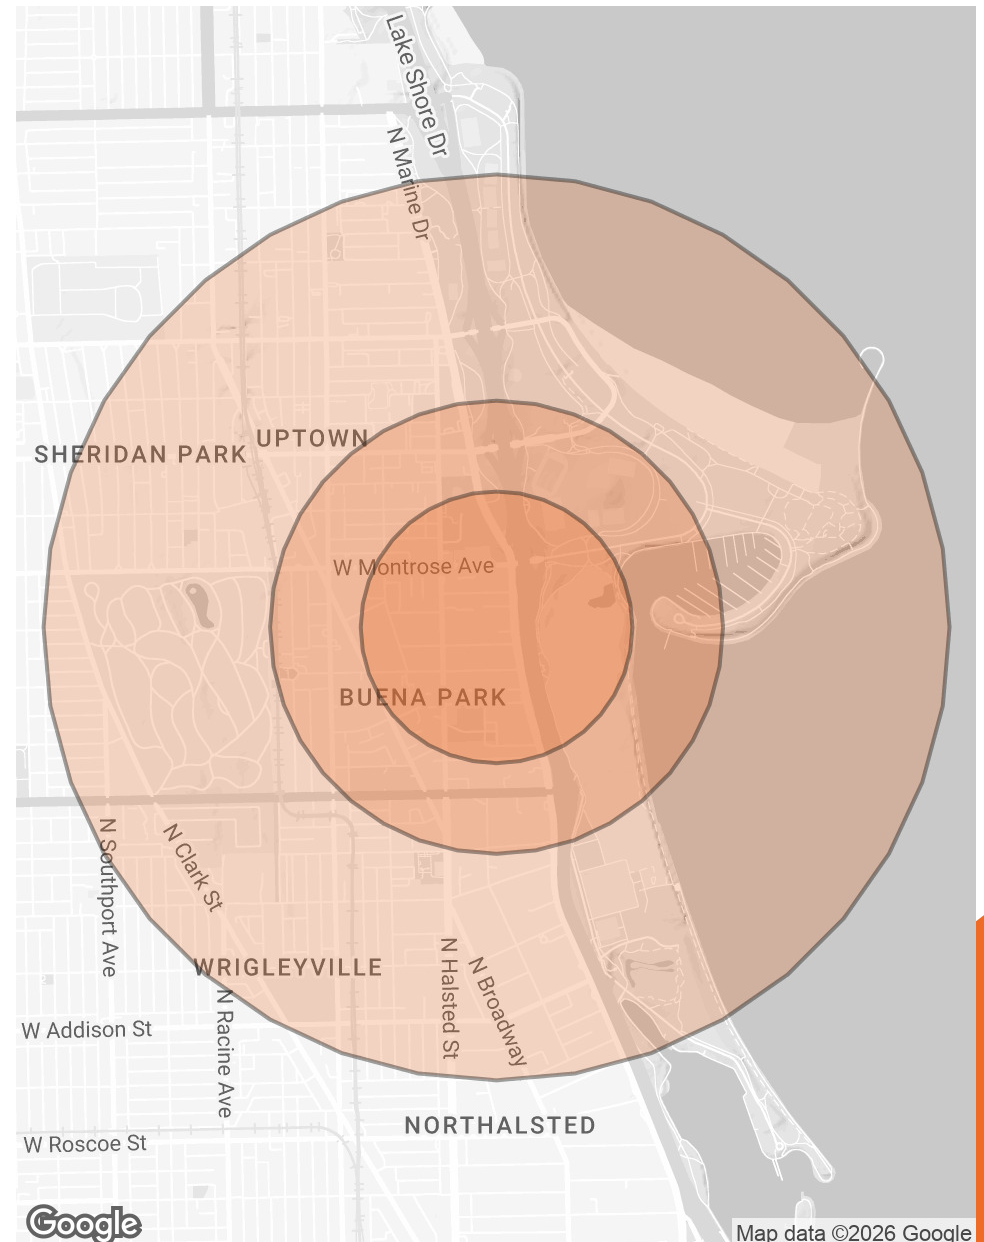 Lake Shore Dr
N Marine Dr
UPTOWN
SHERIDAN PARK
W Montrose Ave
BUENA PARK
N Southport Ave
N Clark St
WRIGLEYVILLE
N Halsted St
N Broadway
N Racine Ave
W Addison St
NORTHALSTED
W Roscoe St
Google
Map data ©2026 Google